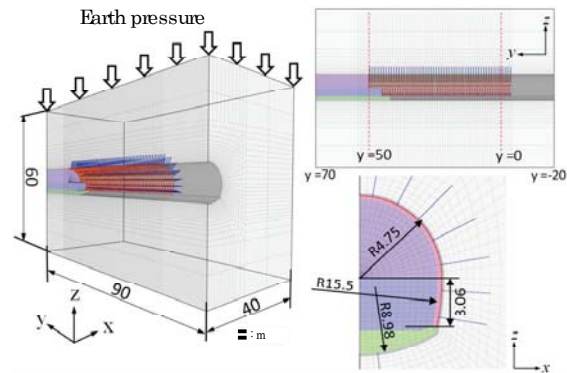 Earth pressure
60
90
40
z
y
x
: m
z
y
y =50
y =0
y =70
y =-20
R4.75
R15.5
R8.98
3.06
z
x